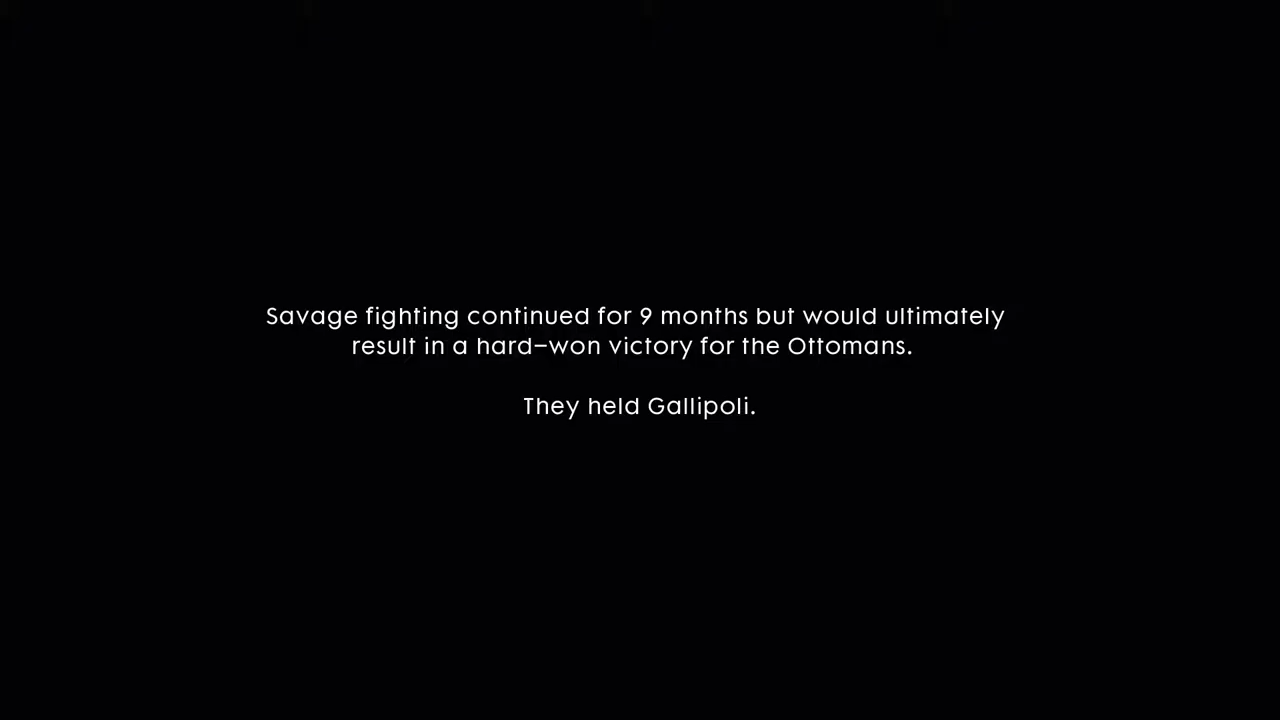 Savage fighting continued for 9 months but would ultimately
result in a hard–won victory for the Ottomans.
They held Gallipoli.